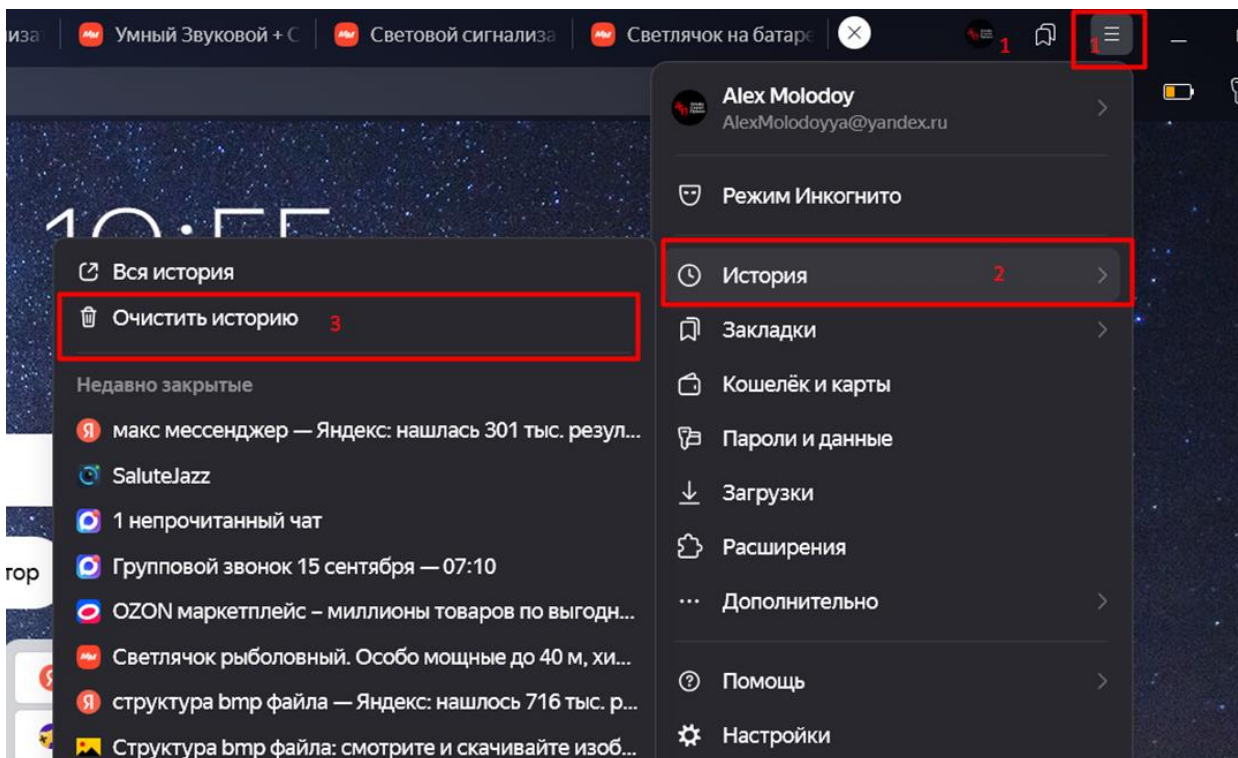 иза
Умный Звуковой + С
Световой сигнализа
Светлячок на батаре
1
1
Alex Molodoy
AlexMolodoyya@yandex.ru
Режим Инкогнито
10:55
Вся история
Очистить историю 3
Недавно закрытые
макс мессенджер — Яндекс: нашлась 301 тыс. резул...
SaluteJazz
1 непрочитанный чат
Групповой звонок 15 сентября — 07:10
OZON маркетплейс – миллионы товаров по выгодн...
Светлячок рыболовный. Особо мощные до 40 м, хи...
структура bmp файла — Яндекс: нашлось 716 тыс. р...
Структура bmp файла: смотрите и скачивайте изоб...
тор
История 2
Закладки
Кошелёк и карты
Пароли и данные
Загрузки
Расширения
Дополнительно
Помощь
Настройки